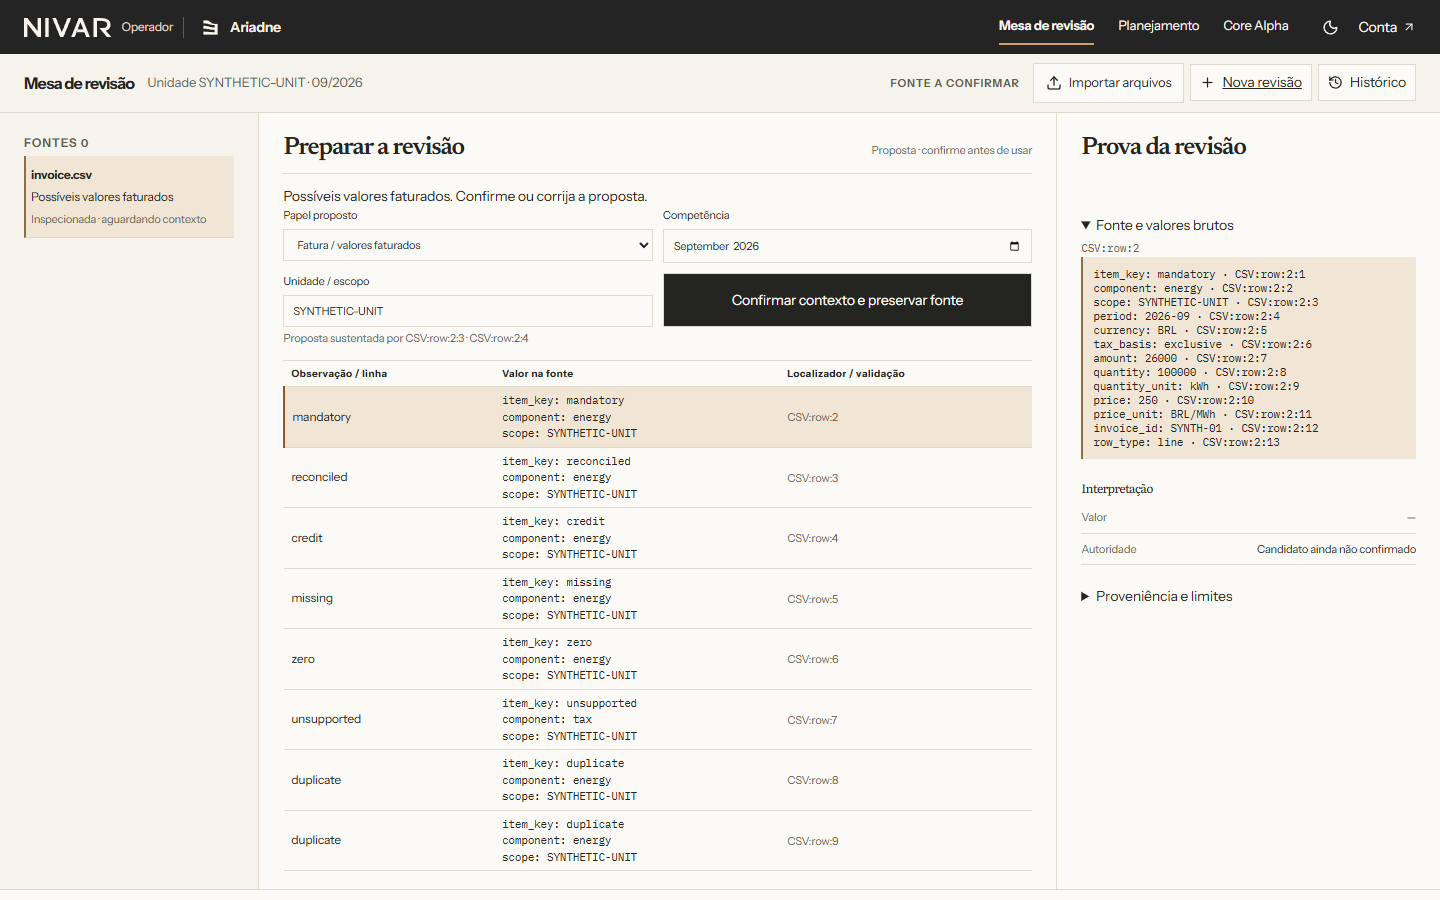 NIVAR Operador Ariadne Mesa de revisão Planejamento Core Alpha Conta
Mesa de revisão Unidade SYNTHETIC-UNIT · 09/2026 FONTE A CONFIRMAR Importar arquivos Nova revisão Histórico
FONTES 0
invoice.csv
Possíveis valores faturados
Inspecionada · aguardando contexto
Preparar a revisão
Proposta · confirme antes de usar
Possíveis valores faturados. Confirme ou corrija a proposta.
Papel proposto
Fatura / valores faturados
Competência
September 2026
Unidade / escopo
SYNTHETIC-UNIT
Confirmar contexto e preservar fonte
Proposta sustentada por CSV:row:2:3 · CSV:row:2:4
Observação / linha Valor na fonte Localizador / validação
mandatory
item_key: mandatory
component: energy
scope: SYNTHETIC-UNIT
CSV:row:2
reconciled
item_key: reconciled
component: energy
scope: SYNTHETIC-UNIT
CSV:row:3
credit
item_key: credit
component: energy
scope: SYNTHETIC-UNIT
CSV:row:4
missing
item_key: missing
component: energy
scope: SYNTHETIC-UNIT
CSV:row:5
zero
item_key: zero
component: energy
scope: SYNTHETIC-UNIT
CSV:row:6
unsupported
item_key: unsupported
component: tax
scope: SYNTHETIC-UNIT
CSV:row:7
duplicate
item_key: duplicate
component: energy
scope: SYNTHETIC-UNIT
CSV:row:8
duplicate
item_key: duplicate
component: energy
scope: SYNTHETIC-UNIT
CSV:row:9
Prova da revisão
Fonte e valores brutos
CSV:row:2
item_key: mandatory · CSV:row:2:1
component: energy · CSV:row:2:2
scope: SYNTHETIC-UNIT · CSV:row:2:3
period: 2026-09 · CSV:row:2:4
currency: BRL · CSV:row:2:5
tax_basis: exclusive · CSV:row:2:6
amount: 26000 · CSV:row:2:7
quantity: 100000 · CSV:row:2:8
quantity_unit: kWh · CSV:row:2:9
price: 250 · CSV:row:2:10
price_unit: BRL/MWh · CSV:row:2:11
invoice_id: SYNTH-01 · CSV:row:2:12
row_type: line · CSV:row:2:13
Interpretação
Valor —
Autoridade Candidato ainda não confirmado
Proveniência e limites